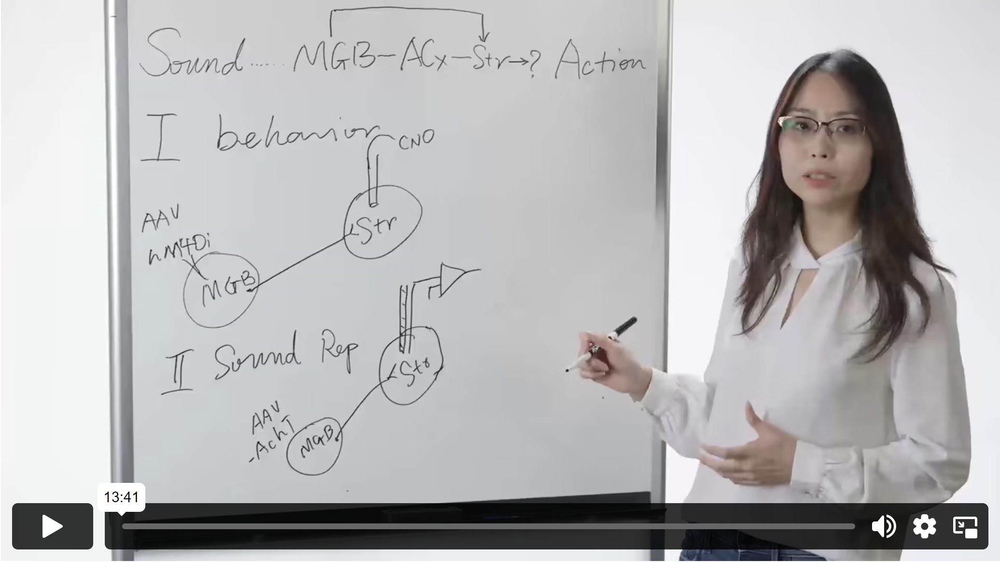 Sound...... MGB-ACx-Str→? Action
I behavior
CNO
Str
AAV
hM4Di
MGB
II Sound Rep
Str
AAV
-AchT
MGB
13:41